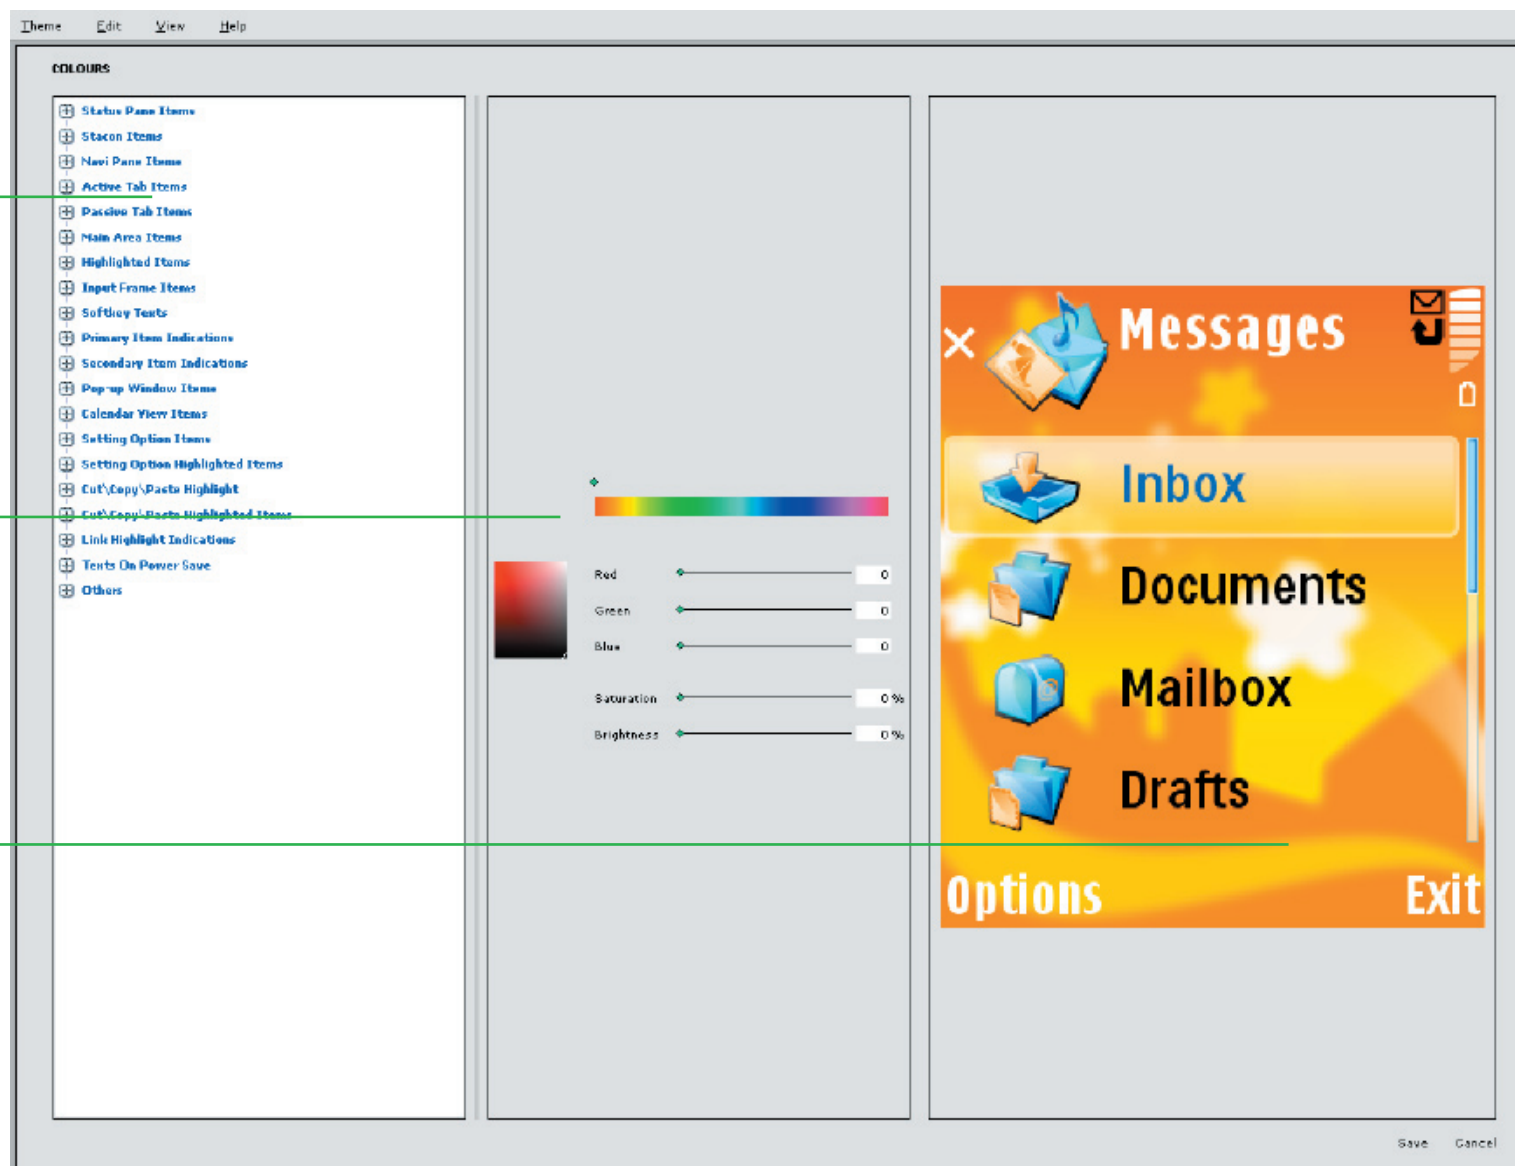 Theme Edit View Help
COLOURS
Status Pane Items
Stacon Items
Navi Pane Items
Active Tab Items
Passive Tab Items
Main Area Items
Highlighted Items
Input Frame Items
Softkey Texts
Primary Item Indications
Secondary Item Indications
Pop-up Window Items
Calendar View Items
Setting Option Items
Setting Option Highlighted Items
Cut\Copy\Paste Highlight
Cut\Copy\Paste Highlighted Items
Link Highlight Indications
Texts On Power Save
Others
Red 0
Green 0
Blue 0
Saturation 0 %
Brightness 0 %
Messages
Inbox
Documents
Mailbox
Drafts
Options Exit
Save Cancel